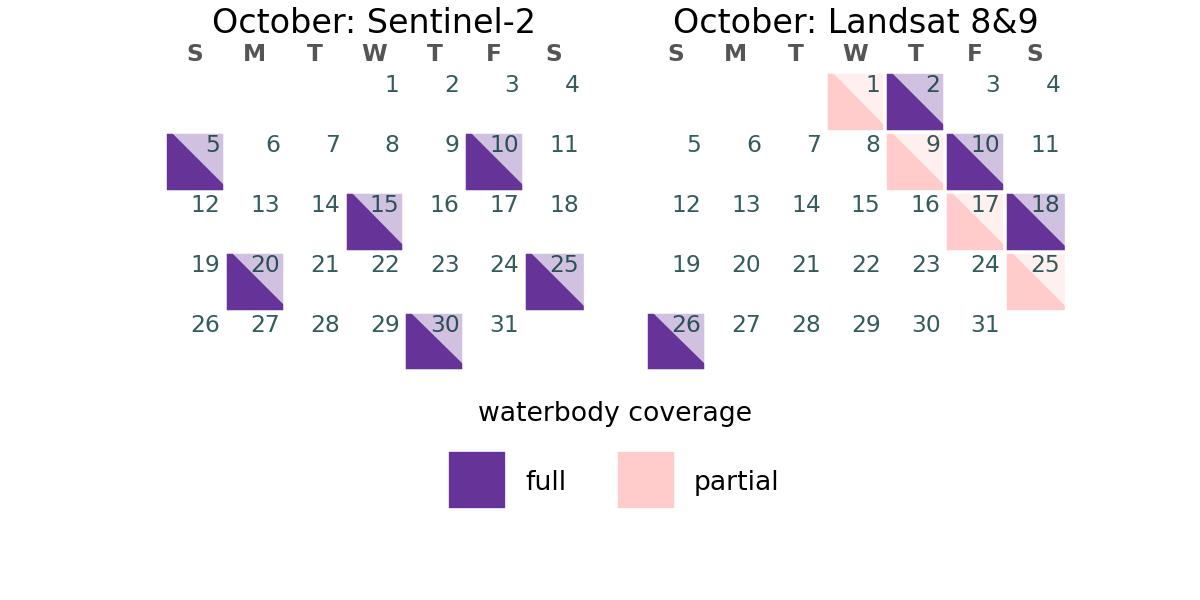 October: Sentinel-2
S M T W T F S
1 2 3 4
5 6 7 8 9 10 11
12 13 14 15 16 17 18
19 20 21 22 23 24 25
26 27 28 29 30 31
October: Landsat 8&9
S M T W T F S
1 2 3 4
5 6 7 8 9 10 11
12 13 14 15 16 17 18
19 20 21 22 23 24 25
26 27 28 29 30 31
waterbody coverage
full
partial